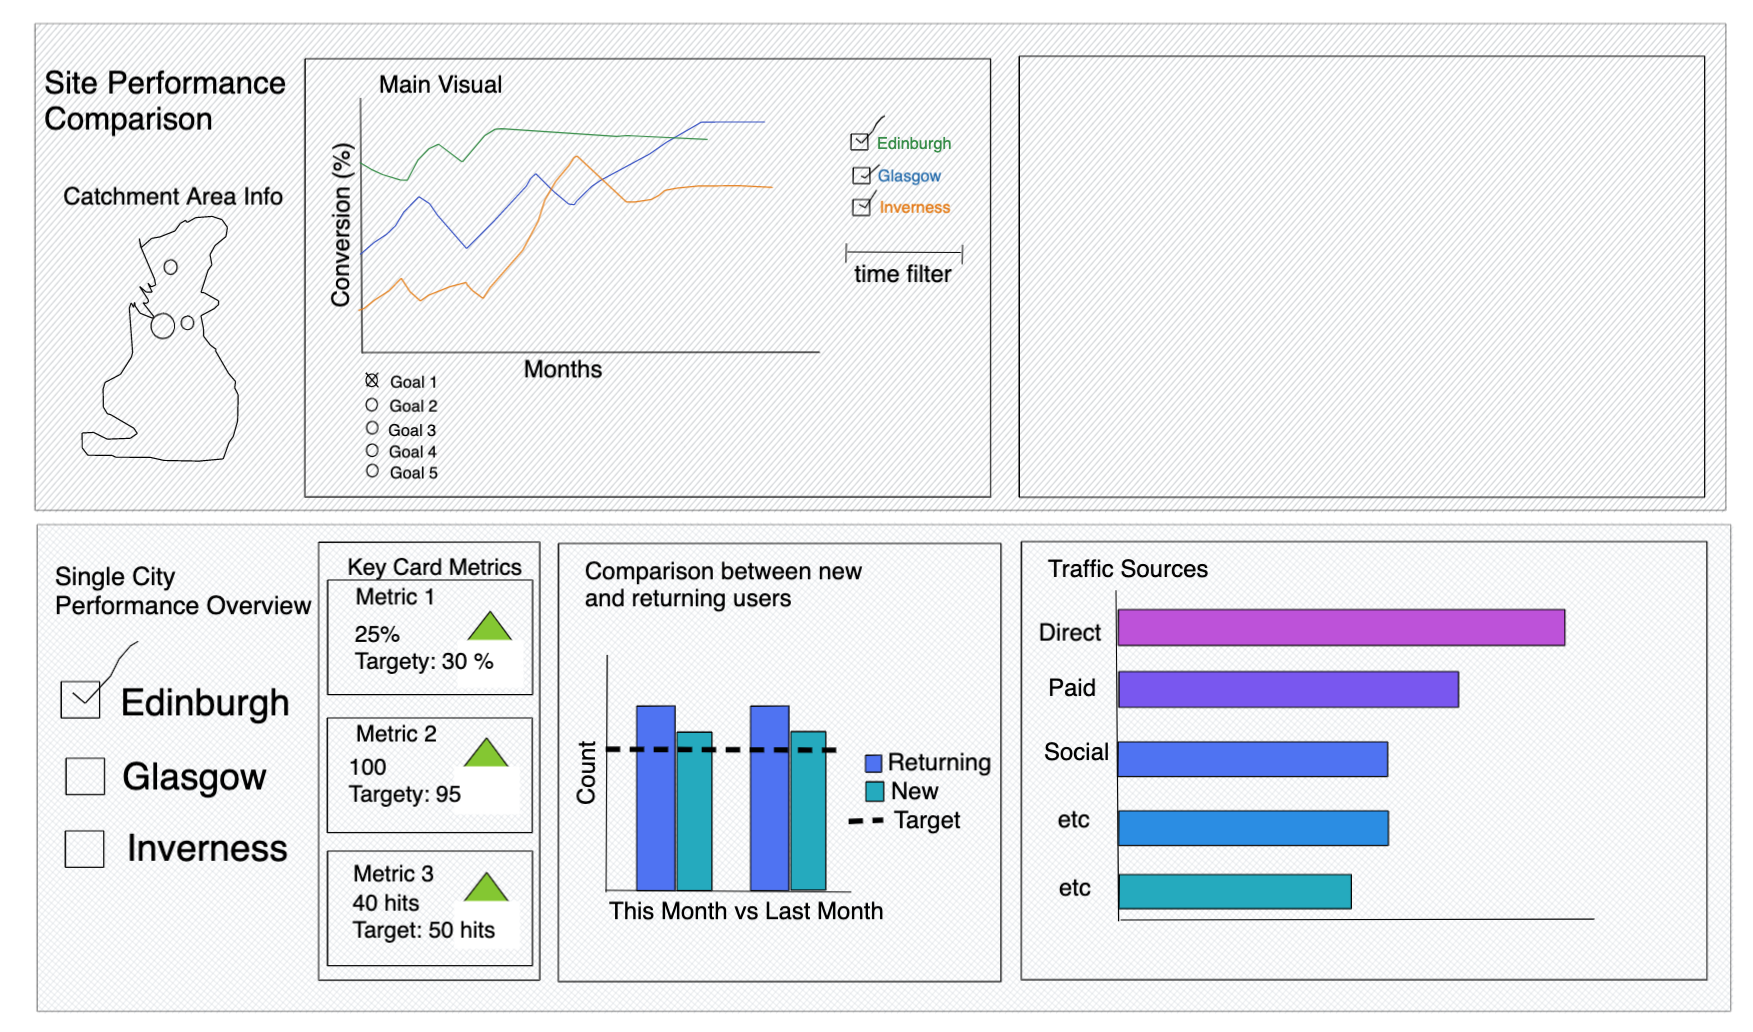 Site Performance
Comparison
Catchment Area Info
Main Visual
Conversion (%)
Months
Edinburgh
Glasgow
Inverness
time filter
Goal 1
Goal 2
Goal 3
Goal 4
Goal 5
Single City
Performance Overview
Edinburgh
Glasgow
Inverness
Key Card Metrics
Metric 1
25%
Targety: 30 %
Metric 2
100
Targety: 95
Metric 3
40 hits
Target: 50 hits
Comparison between new
and returning users
Count
This Month vs Last Month
Returning
New
Target
Traffic Sources
Direct
Paid
Social
etc
etc